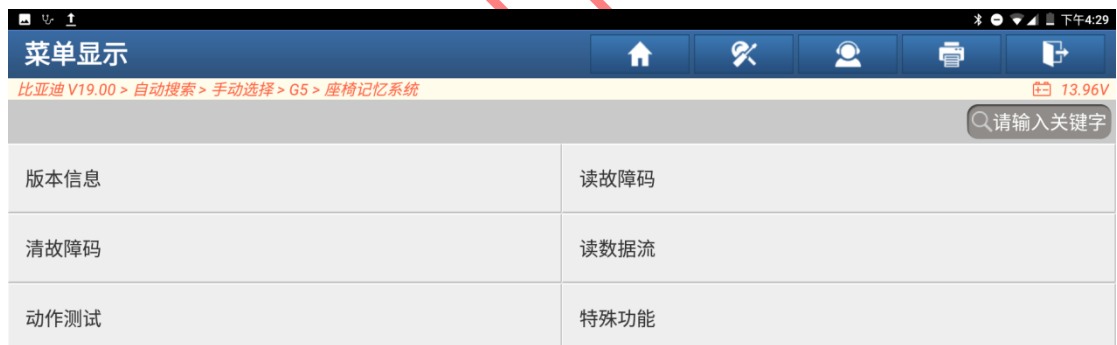 下午4:29
菜单显示
比亚迪 V19.00 > 自动搜索 > 手动选择 > G5 > 座椅记忆系统 13.96V
请输入关键字
版本信息 读故障码
清故障码 读数据流
动作测试 特殊功能